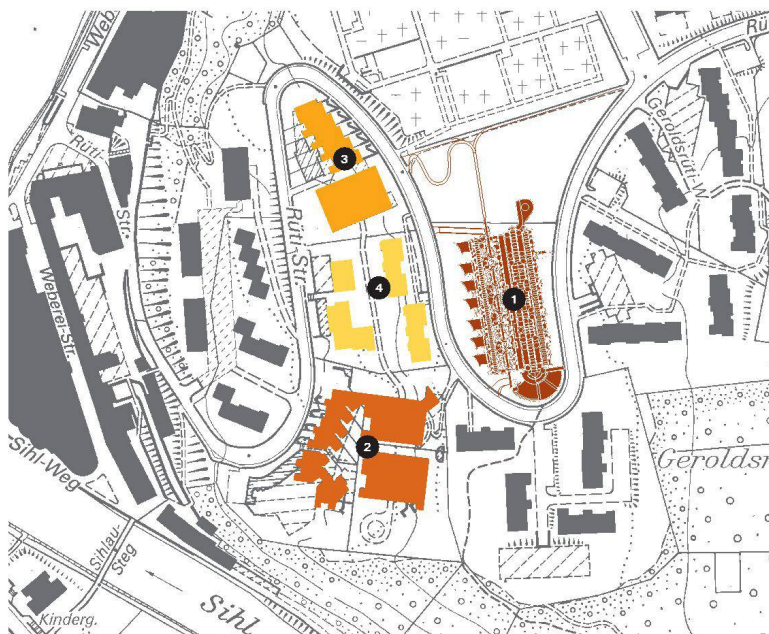 Web
Rü
Geroldsrüti-W.
Rüti-
Str.
Rüti-Str.
Weberei-Str.
3
4
1
2
-Sihl-Weg
Geroldsr
Sihlau-
Steg
Sihl
Kinderg.